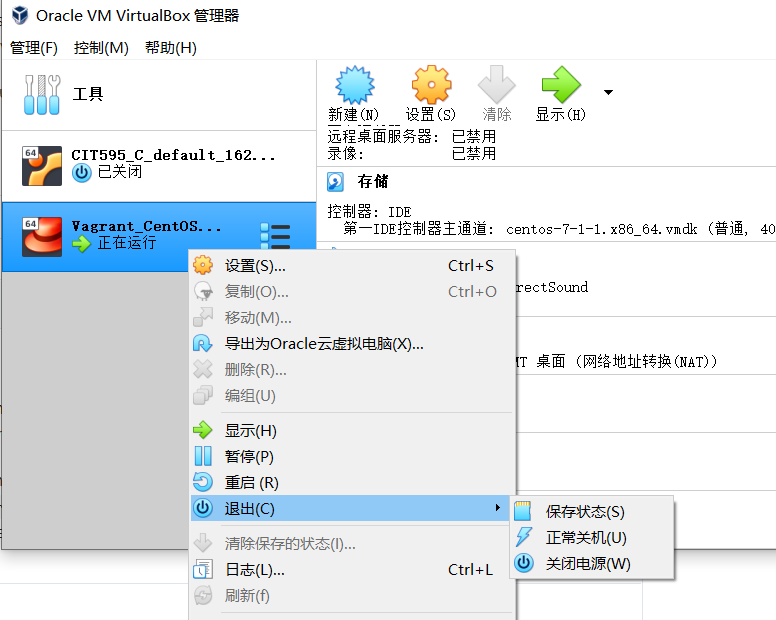 Oracle VM VirtualBox 管理器
管理(F) 控制(M) 帮助(H)
工具
新建(N) 设置(S) 清除 显示(H)
64 CIT595_C_default_162...
已关闭
64 Vagrant_CentOS...
正在运行
远程桌面服务器: 已禁用
录像: 已禁用
存储
控制器: IDE
第一IDE控制器主通道: centos-7-1-1.x86_64.vmdk (普通, 40
rectSound
MT 桌面 (网络地址转换(NAT))
设置(S)... Ctrl+S
复制(O)... Ctrl+O
移动(M)...
导出为Oracle云虚拟电脑(X)...
删除(R)...
编组(U)
显示(H)
暂停(P)
重启 (R)
退出(C)
保存状态(S)
正常关机(U)
关闭电源(W)
清除保存的状态(I)...
日志(L)... Ctrl+L
刷新(f)